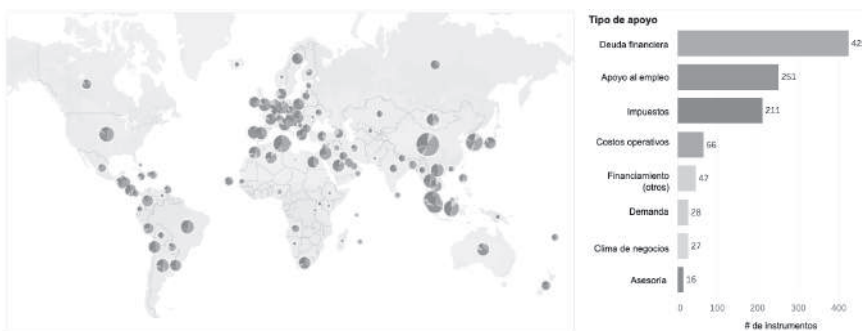 Tipo de apoyo
Deuda financiera
42
Apoyo al empleo
251
Impuestos
211
Costos operativos
66
Financiamiento
(otros)
47
Demanda
28
Clima de negocios
27
Asesoría
16
0 100 200 300 400
# de instrumentos